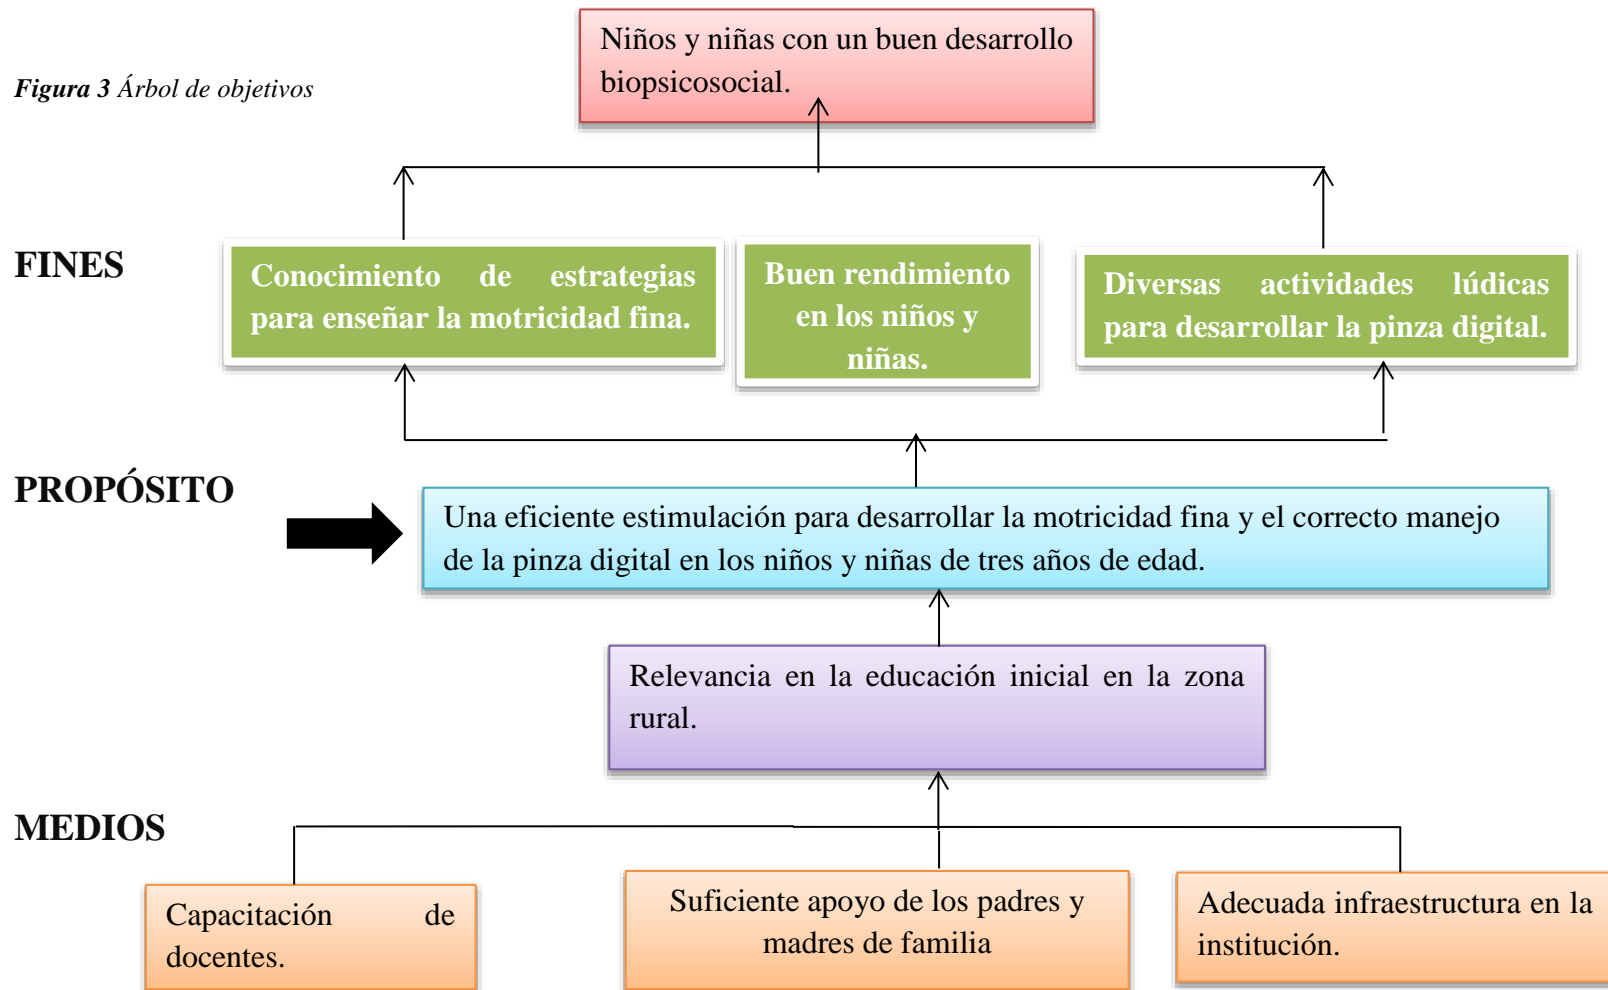 Niños y niñas con un buen desarrollo
biopsicosocial.
Figura 3 Árbol de objetivos
FINES
Conocimiento de estrategias
para enseñar la motricidad fina.
Buen rendimiento
en los niños y
niñas.
Diversas actividades lúdicas
para desarrollar la pinza digital.
PROPÓSITO
Una eficiente estimulación para desarrollar la motricidad fina y el correcto manejo
de la pinza digital en los niños y niñas de tres años de edad.
Relevancia en la educación inicial en la zona
rural.
MEDIOS
Capacitación de
docentes.
Suficiente apoyo de los padres y
madres de familia
Adecuada infraestructura en la
institución.